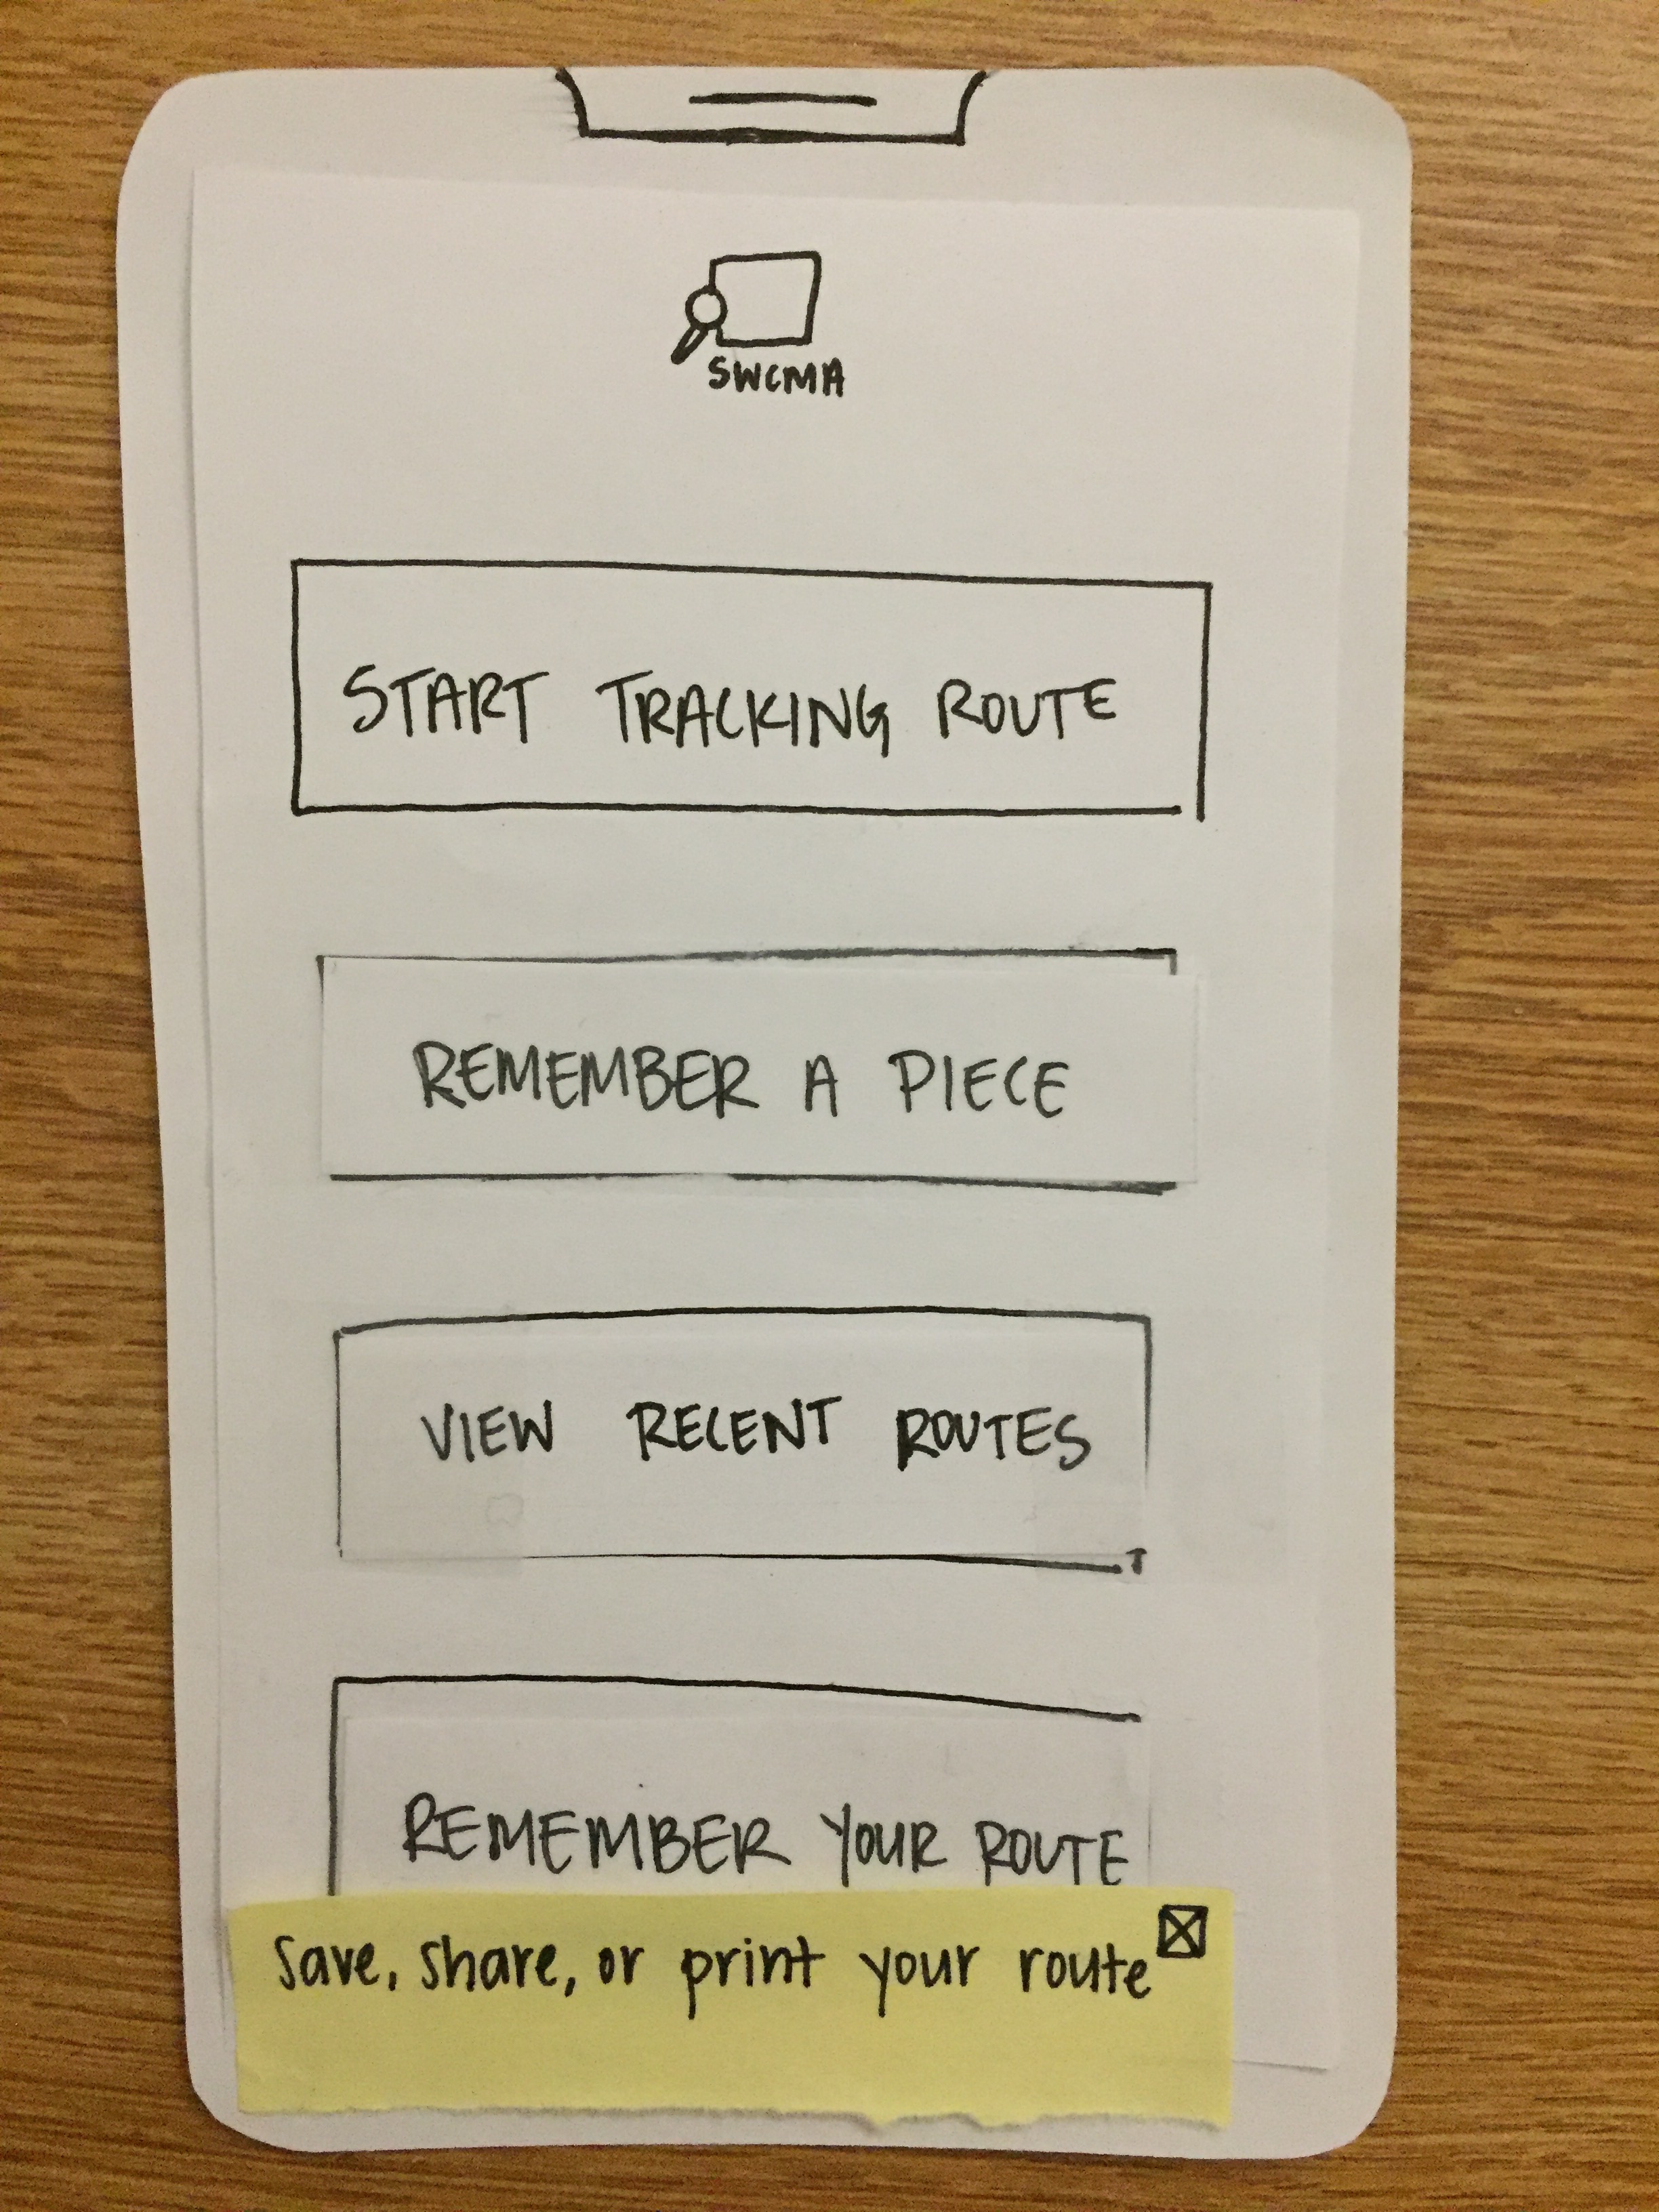 SWCMA
START TRACKING ROUTE
REMEMBER A PIECE
VIEW RECENT ROUTES
REMEMBER YOUR ROUTE
Save, share, or print your route